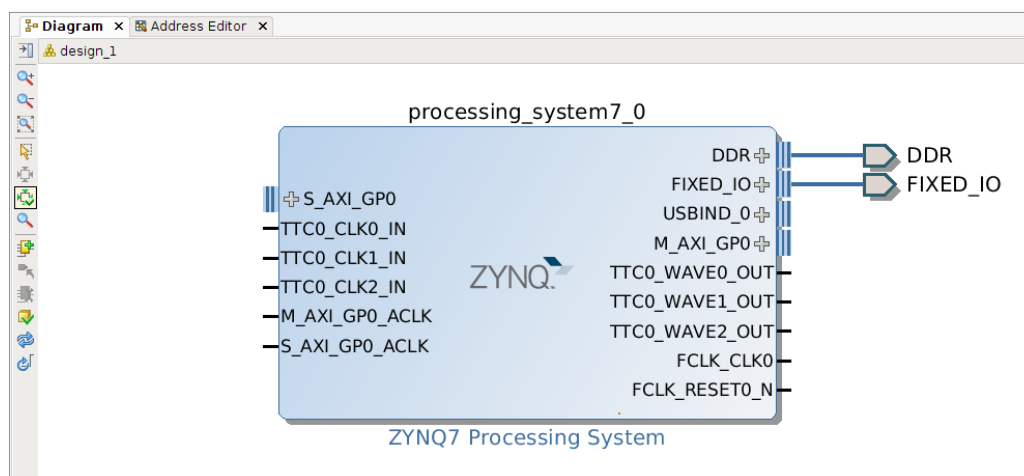 Diagram × Address Editor ×
design_1
processing_system7_0
S_AXI_GP0
TTC0_CLK0_IN
TTC0_CLK1_IN
TTC0_CLK2_IN
M_AXI_GP0_ACLK
S_AXI_GP0_ACLK
ZYNQ.
DDR
FIXED_IO
USBIND_0
M_AXI_GP0
TTC0_WAVE0_OUT
TTC0_WAVE1_OUT
TTC0_WAVE2_OUT
FCLK_CLK0
FCLK_RESET0_N
DDR
FIXED_IO
ZYNQ7 Processing System